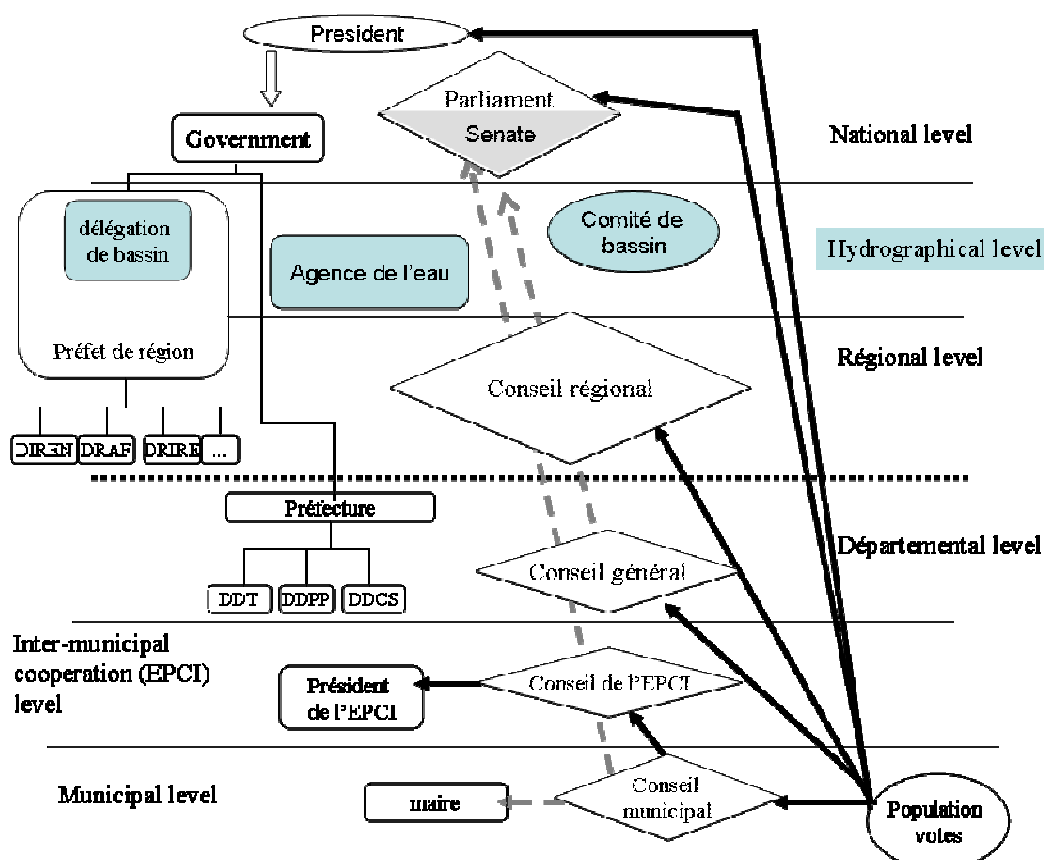 President
Parliament
Senate
Government
National level
délégation
de bassin
Agence de l'eau
Comité de
bassin
Hydrographical level
Préfet de région
Régional level
Conseil régional
DIREN
DRAF
DRIRE
...
Préfecture
Départemental level
Conseil général
DDT
DDPP
DDCS
Inter-municipal
cooperation (EPCI)
level
Président
de l'EPCI
Conseil de l'EPCI
Municipal level
maire
Conseil
municipal
Population
votes